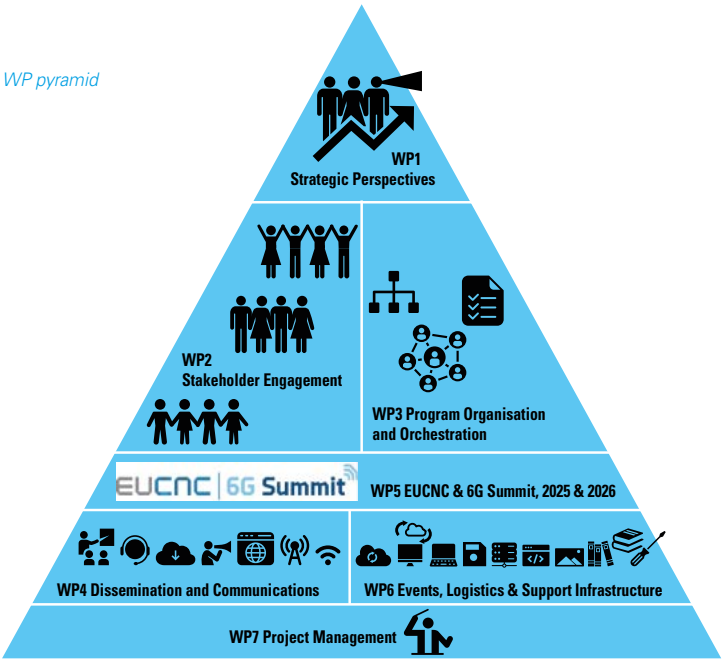 WP pyramid
WP1
Strategic Perspectives
WP2
Stakeholder Engagement
WP3 Program Organisation
and Orchestration
EUCNC | 6G Summit
WP5 EUCNC & 6G Summit, 2025 & 2026
WP4 Dissemination and Communications
WP6 Events, Logistics & Support Infrastructure
WP7 Project Management